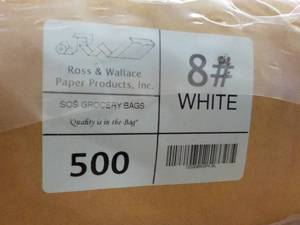 Ross & Wallace
Paper Products, Inc.
SOS GROCERY BAGS
"Quality is in the Bag"
500
8#
WHITE